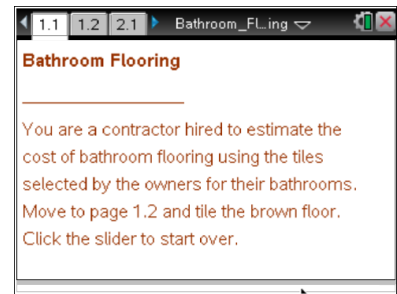 1.1 1.2 2.1 Bathroom_Fl…ing
Bathroom Flooring
You are a contractor hired to estimate the
cost of bathroom flooring using the tiles
selected by the owners for their bathrooms.
Move to page 1.2 and tile the brown floor.
Click the slider to start over.